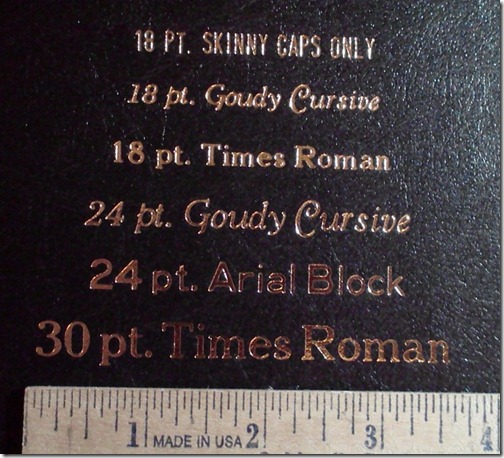 18 PT. SKINNY CAPS ONLY
18 pt. Goudy Cursive
18 pt. Times Roman
24 pt. Goudy Cursive
24 pt. Arial Block
30 pt. Times Roman
1 MADE IN USA 2 3 4